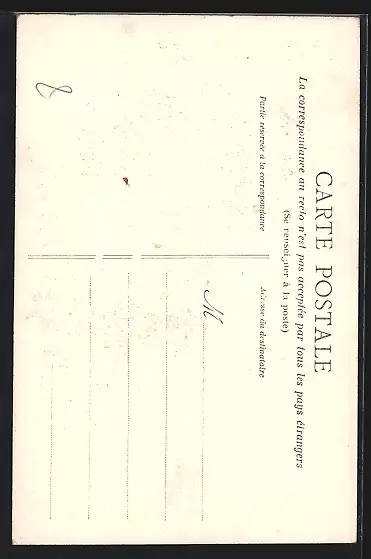 CARTE POSTALE
La correspondance au recto n'est pas acceptée par tous les pays étrangers
(Se renseigner à la poste)
Partie réservée à la correspondance
Adresse du destinataire
M
8